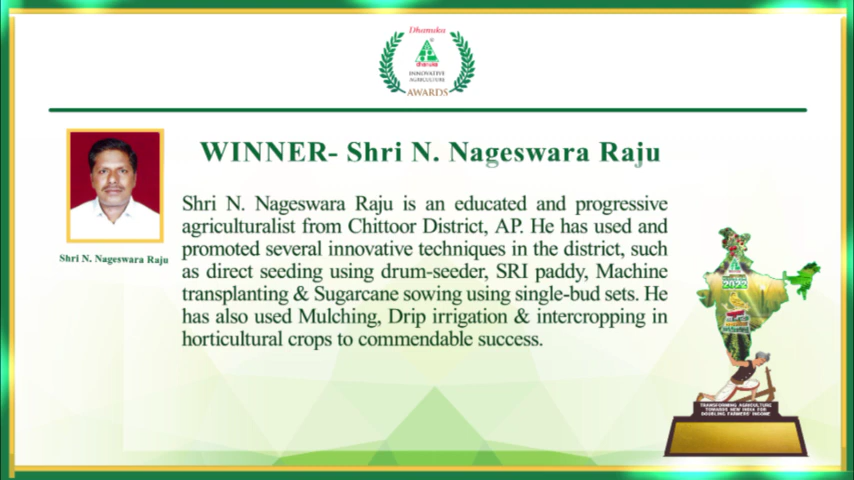 Dhanuka
dhanuka
INNOVATIVE
AGRICULTURE
AWARDS
WINNER- Shri N. Nageswara Raju
Shri N. Nageswara Raju
Shri N. Nageswara Raju is an educated and progressive
agriculturalist from Chittoor District, AP. He has used and
promoted several innovative techniques in the district, such
as direct seeding using drum-seeder, SRI paddy, Machine
transplanting & Sugarcane sowing using single-bud sets. He
has also used Mulching, Drip irrigation & intercropping in
horticultural crops to commendable success.
2022
TRANSFORMING AGRICULTURE
TOWARDS NEW INDIA FOR
DOUBLING FARMERS' INCOME